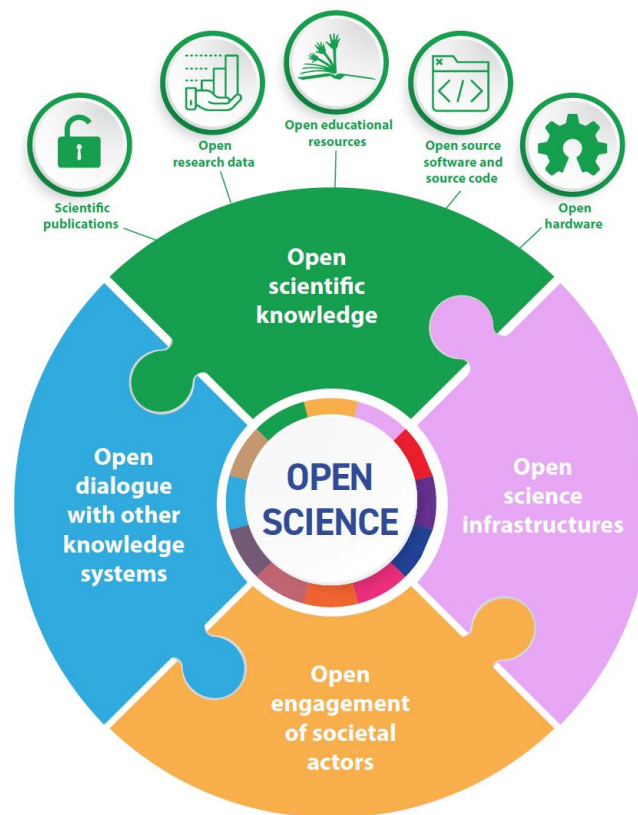 Scientific
publications
Open
research data
Open educational
resources
Open source
software and
source code
Open
hardware
Open
scientific
knowledge
Open
dialogue
with other
knowledge
systems
OPEN
SCIENCE
Open
science
infrastructures
Open
engagement
of societal
actors